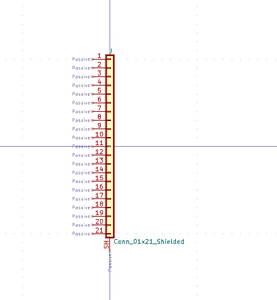 J
Passive 1
Passive 2
Passive 3
Passive 4
Passive 5
Passive 6
Passive 7
Passive 8
Passive 9
Passive 10
Passive 11
Passive 12
Passive 13
Passive 14
Passive 15
Passive 16
Passive 17
Passive 18
Passive 19
Passive 20
Passive 21
Conn_01x21_Shielded
SH
Passive